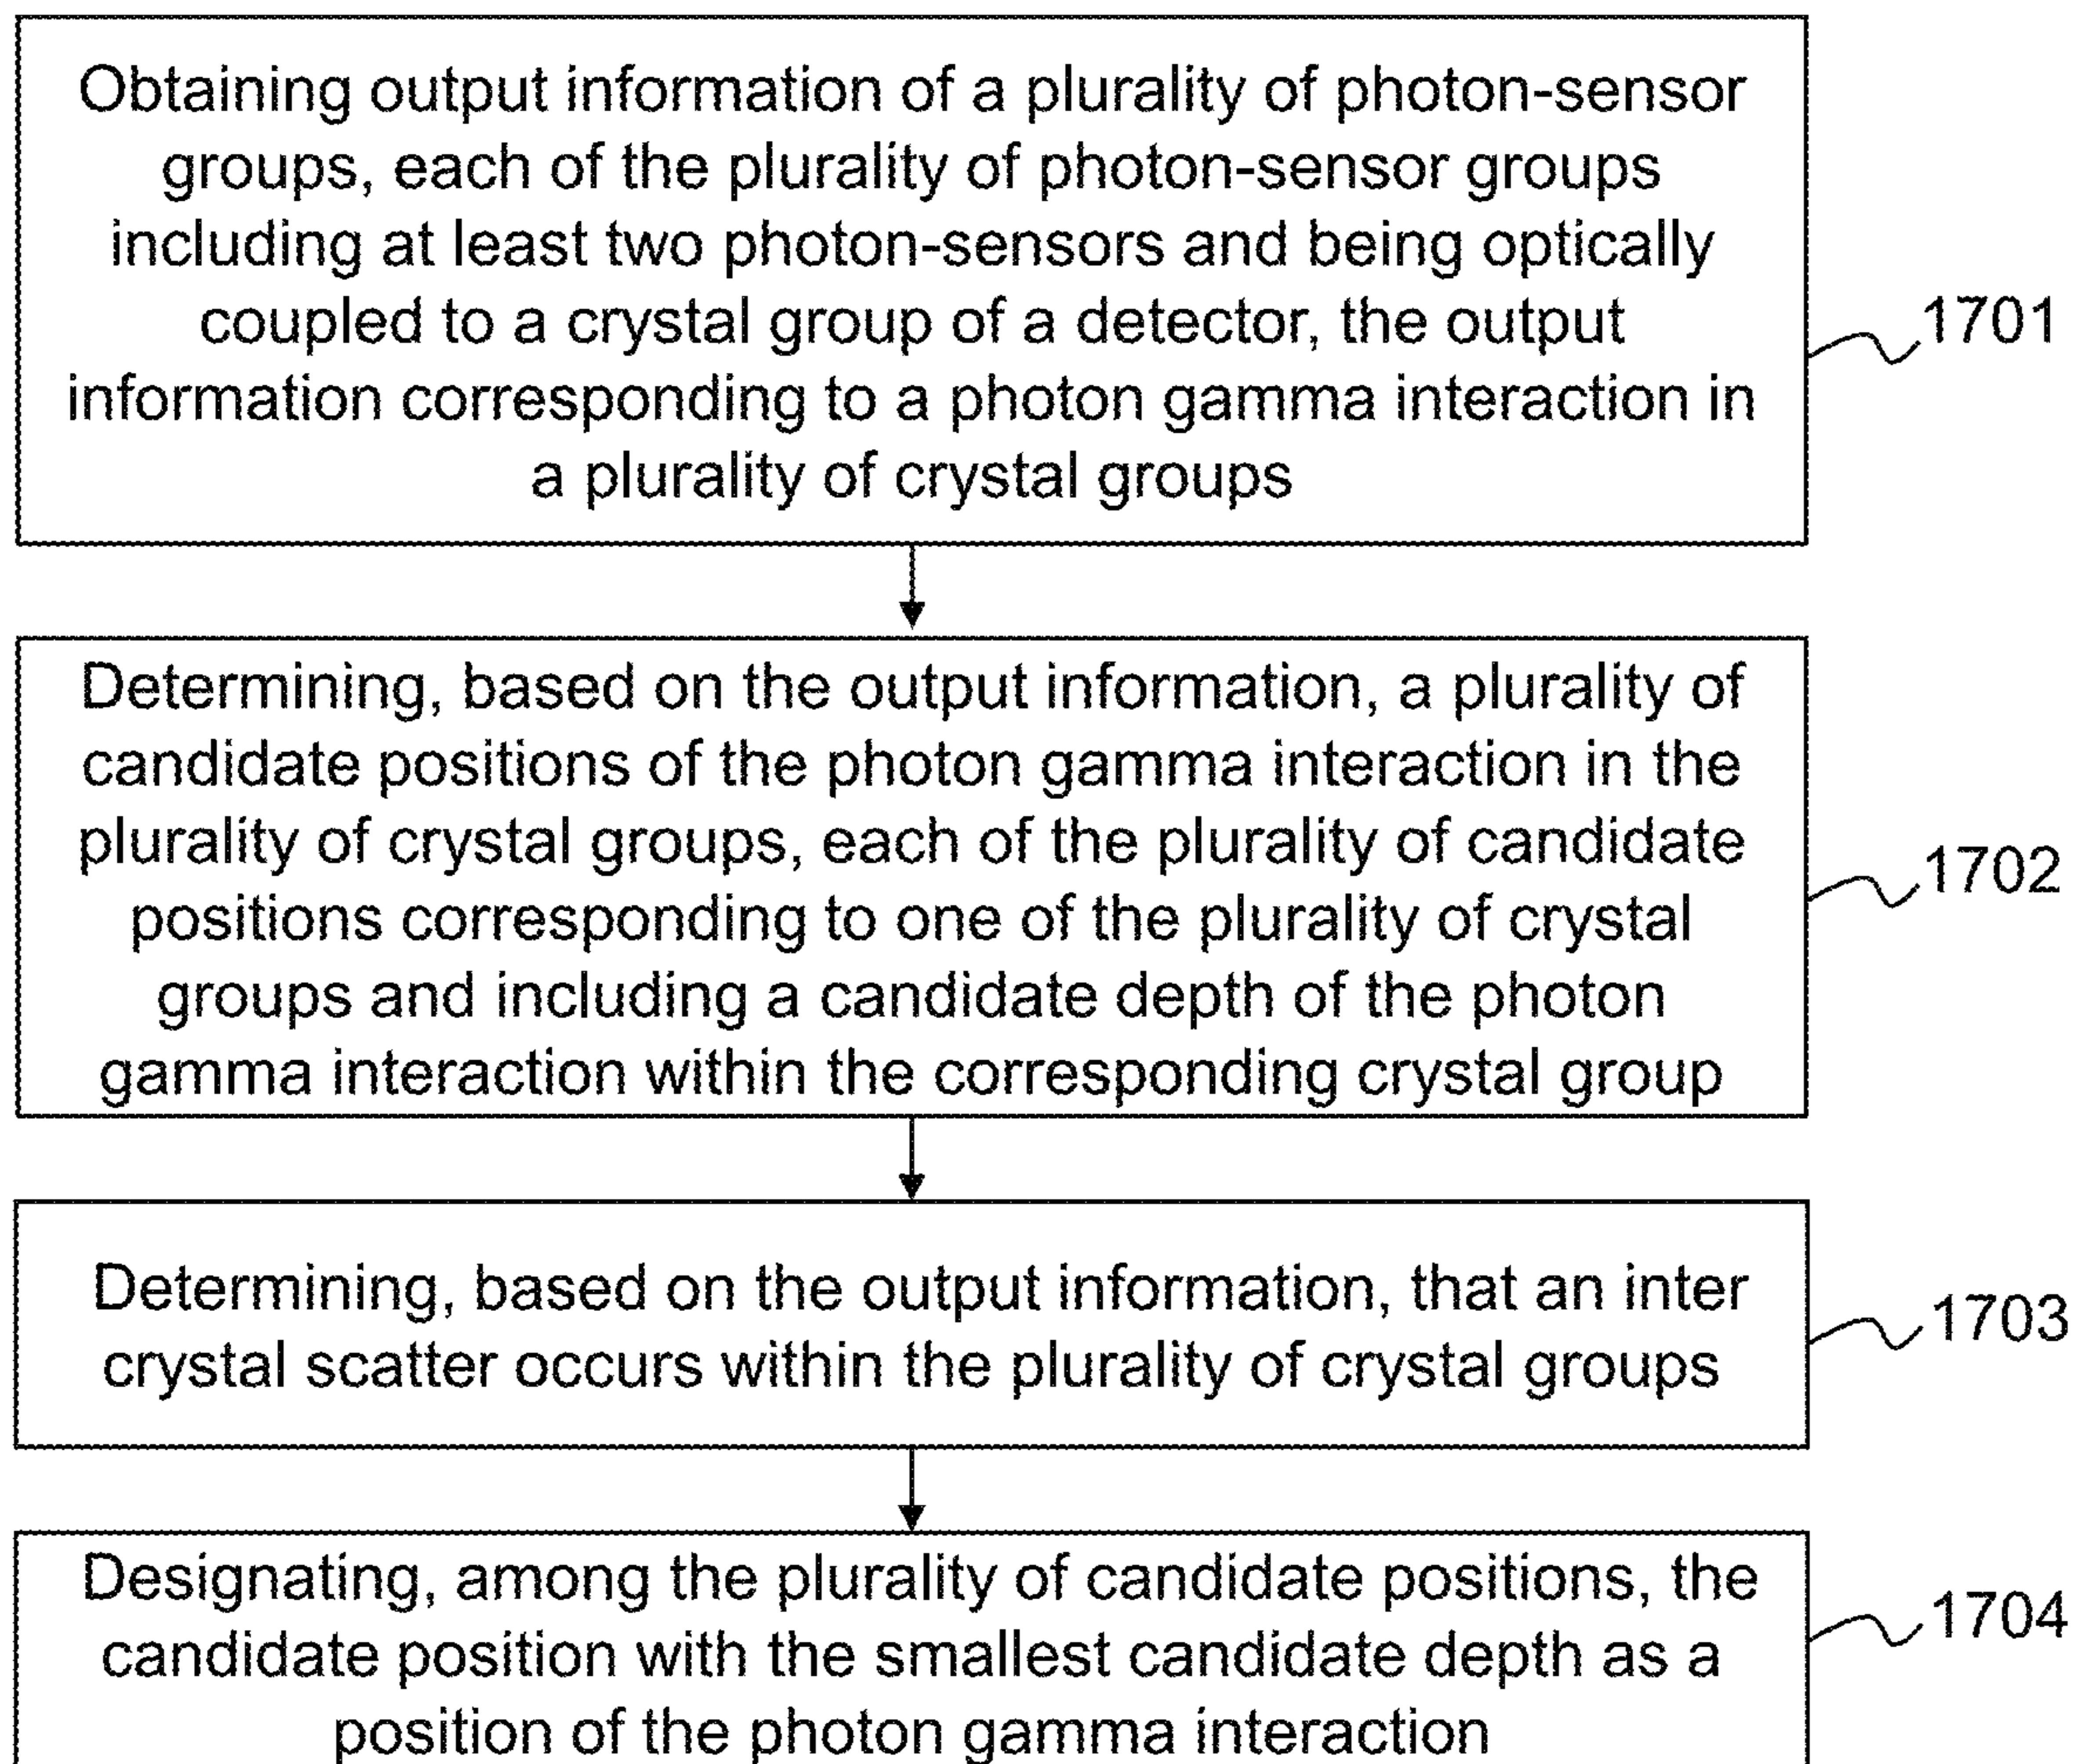 Obtaining output information of a plurality of photon-sensor
groups, each of the plurality of photon-sensor groups
including at least two photon-sensors and being optically
coupled to a crystal group of a detector, the output
information corresponding to a photon gamma interaction in
a plurality of crystal groups
1701
Determining, based on the output information, a plurality of
candidate positions of the photon gamma interaction in the
plurality of crystal groups, each of the plurality of candidate
positions corresponding to one of the plurality of crystal
groups and including a candidate depth of the photon
gamma interaction within the corresponding crystal group
1702
Determining, based on the output information, that an inter
crystal scatter occurs within the plurality of crystal groups
1703
Designating, among the plurality of candidate positions, the
candidate position with the smallest candidate depth as a
position of the photon gamma interaction
1704